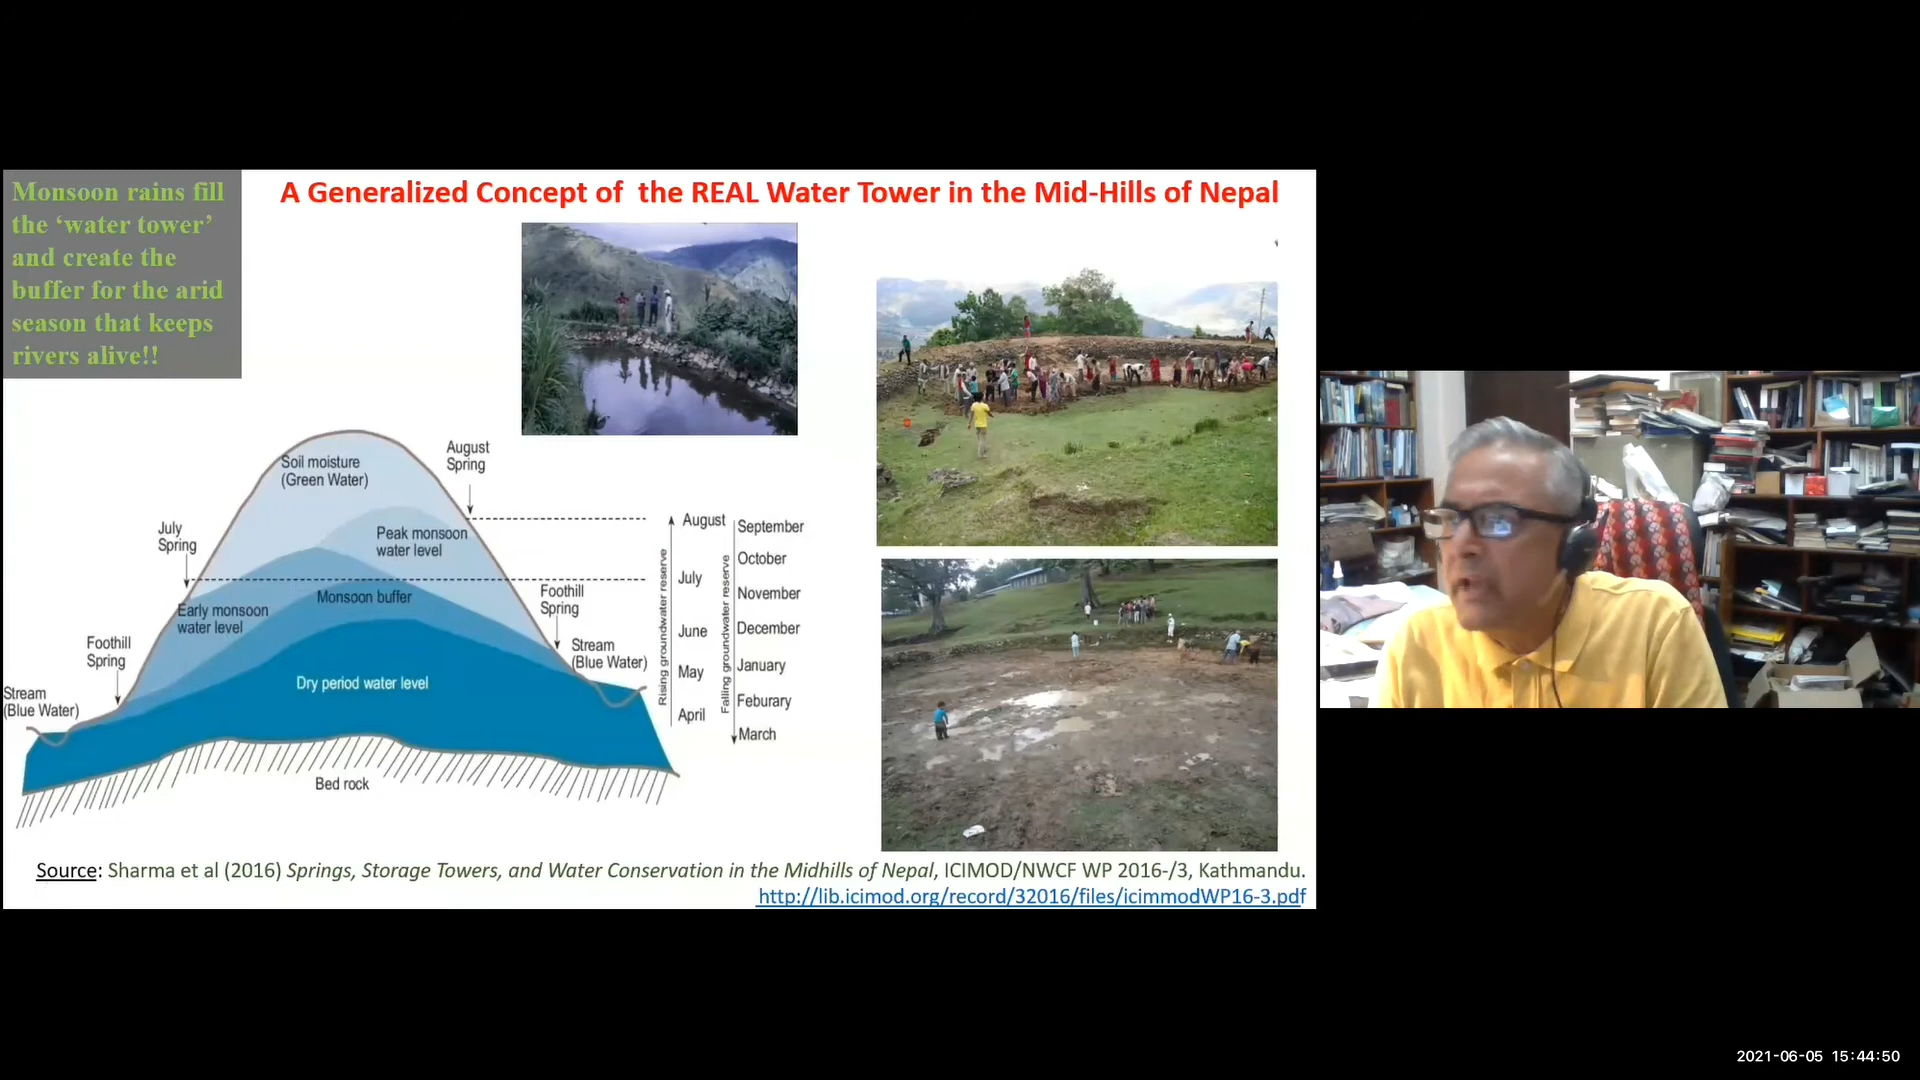 Monsoon rains fill
the ‘water tower’
and create the
buffer for the arid
season that keeps
rivers alive!!
A Generalized Concept of the REAL Water Tower in the Mid-Hills of Nepal
Soil moisture
(Green Water)
August
Spring
July
Spring
Peak monsoon
water level
Early monsoon
water level
Monsoon buffer
Foothill
Spring
Foothill
Spring
Stream
(Blue Water)
Stream
(Blue Water)
Dry period water level
Bed rock
Rising groundwater reserve
August
July
June
May
April
Falling groundwater reserve
September
October
November
December
January
Feburary
March
Source: Sharma et al (2016) Springs, Storage Towers, and Water Conservation in the Midhills of Nepal, ICIMOD/NWCF WP 2016-/3, Kathmandu.
http://lib.icimod.org/record/32016/files/icimmodWP16-3.pdf
2021-06-05 15:44:50